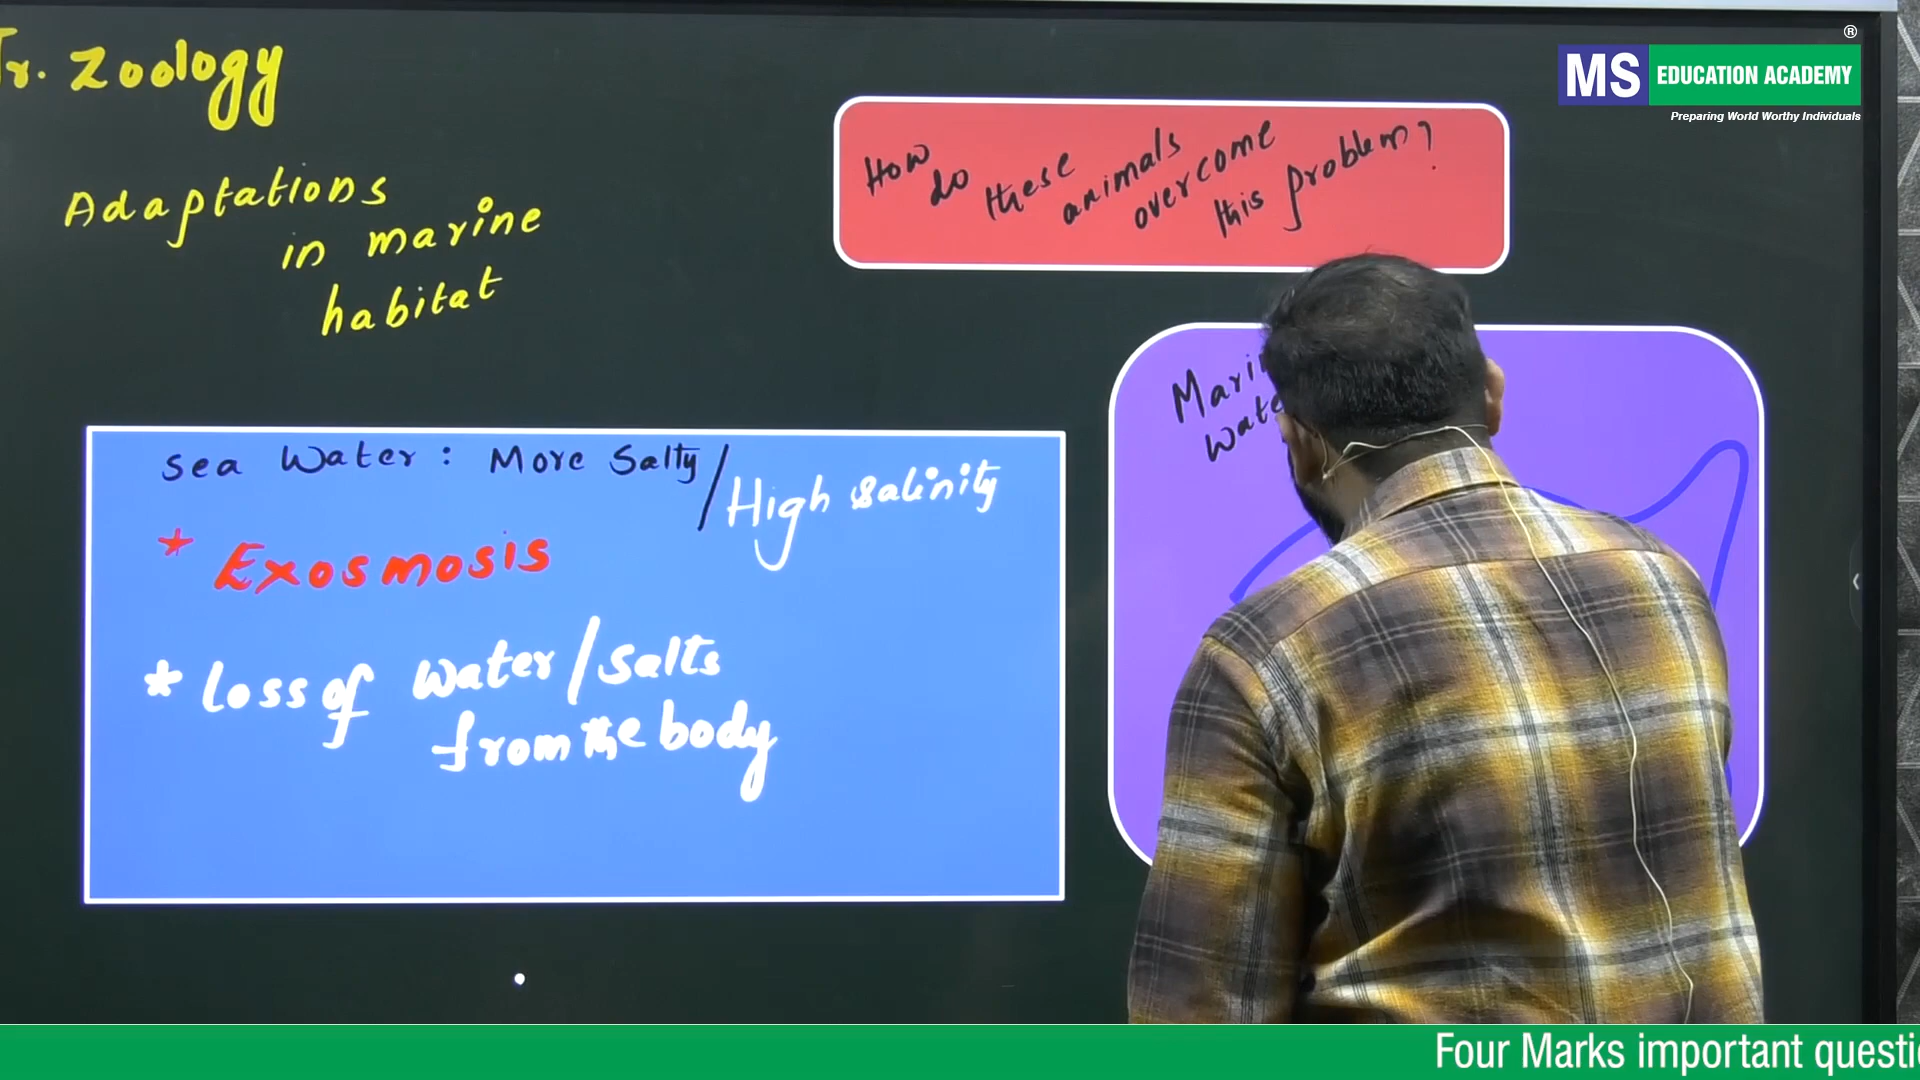 Jr. Zoology
Adaptations
in marine
habitat
MS EDUCATION ACADEMY ®
Preparing World Worthy Individuals
How do these animals overcome this problem?
Sea Water: More Salty / High Salinity
* Exosmosis
* Loss of Water/Salts
from the body
Four Marks important